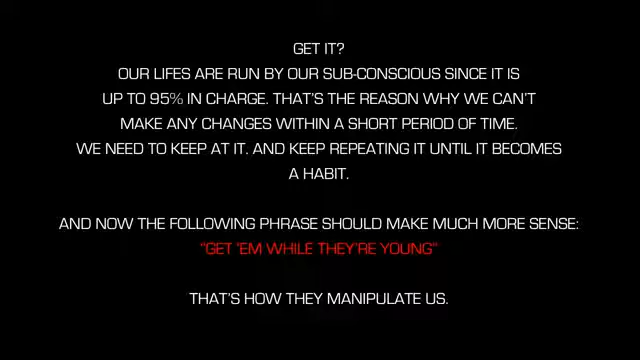 GET IT?
OUR LIFES ARE RUN BY OUR SUB-CONSCIOUS SINCE IT IS
UP TO 95% IN CHARGE. THAT'S THE REASON WHY WE CAN'T
MAKE ANY CHANGES WITHIN A SHORT PERIOD OF TIME.
WE NEED TO KEEP AT IT. AND KEEP REPEATING IT UNTIL IT BECOMES
A HABIT.
AND NOW THE FOLLOWING PHRASE SHOULD MAKE MUCH MORE SENSE:
"GET 'EM WHILE THEY'RE YOUNG"
THAT'S HOW THEY MANIPULATE US.